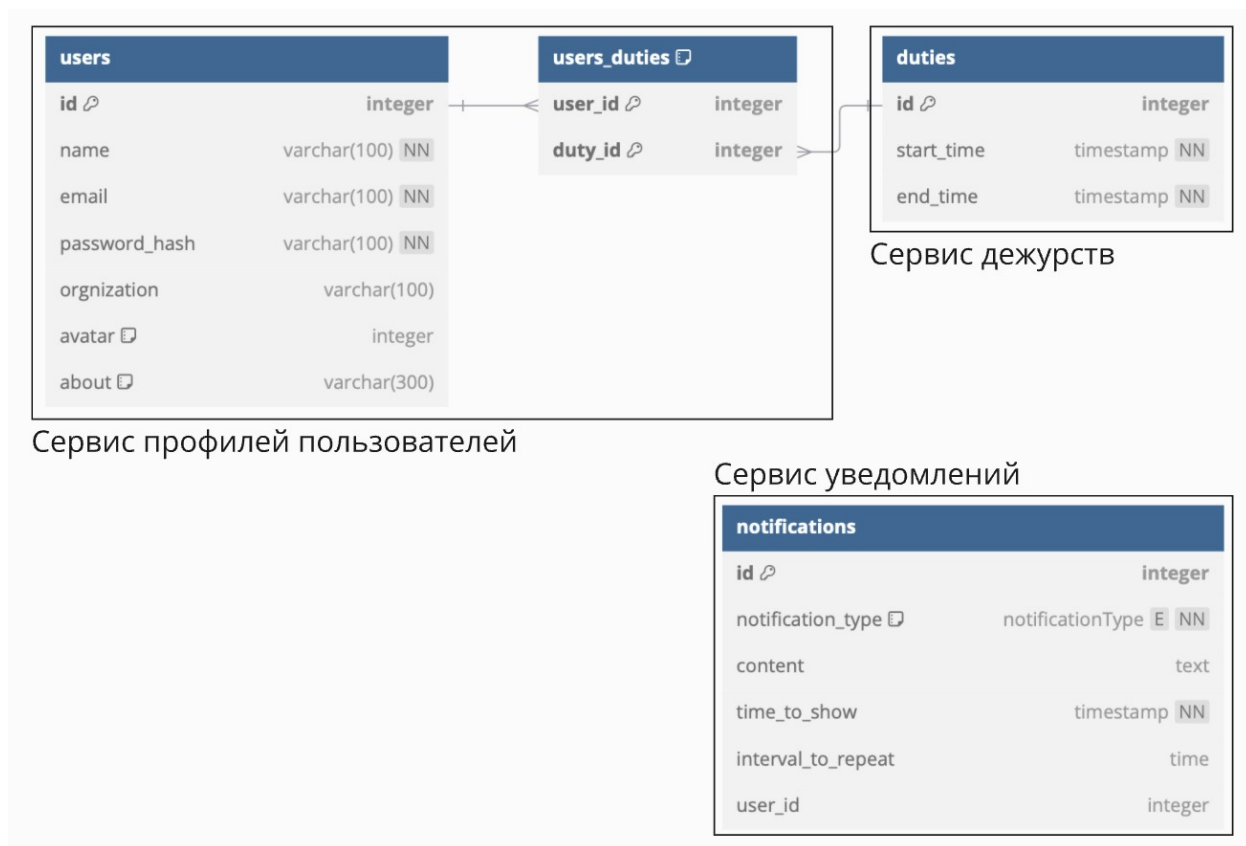 users
id integer
name varchar(100) NN
email varchar(100) NN
password_hash varchar(100) NN
orgnization varchar(100)
avatar integer
about varchar(300)
users_duties
user_id integer
duty_id integer
duties
id integer
start_time timestamp NN
end_time timestamp NN
Сервис дежурств
Сервис профилей пользователей
Сервис уведомлений
notifications
id integer
notification_type notificationType E NN
content text
time_to_show timestamp NN
interval_to_repeat time
user_id integer